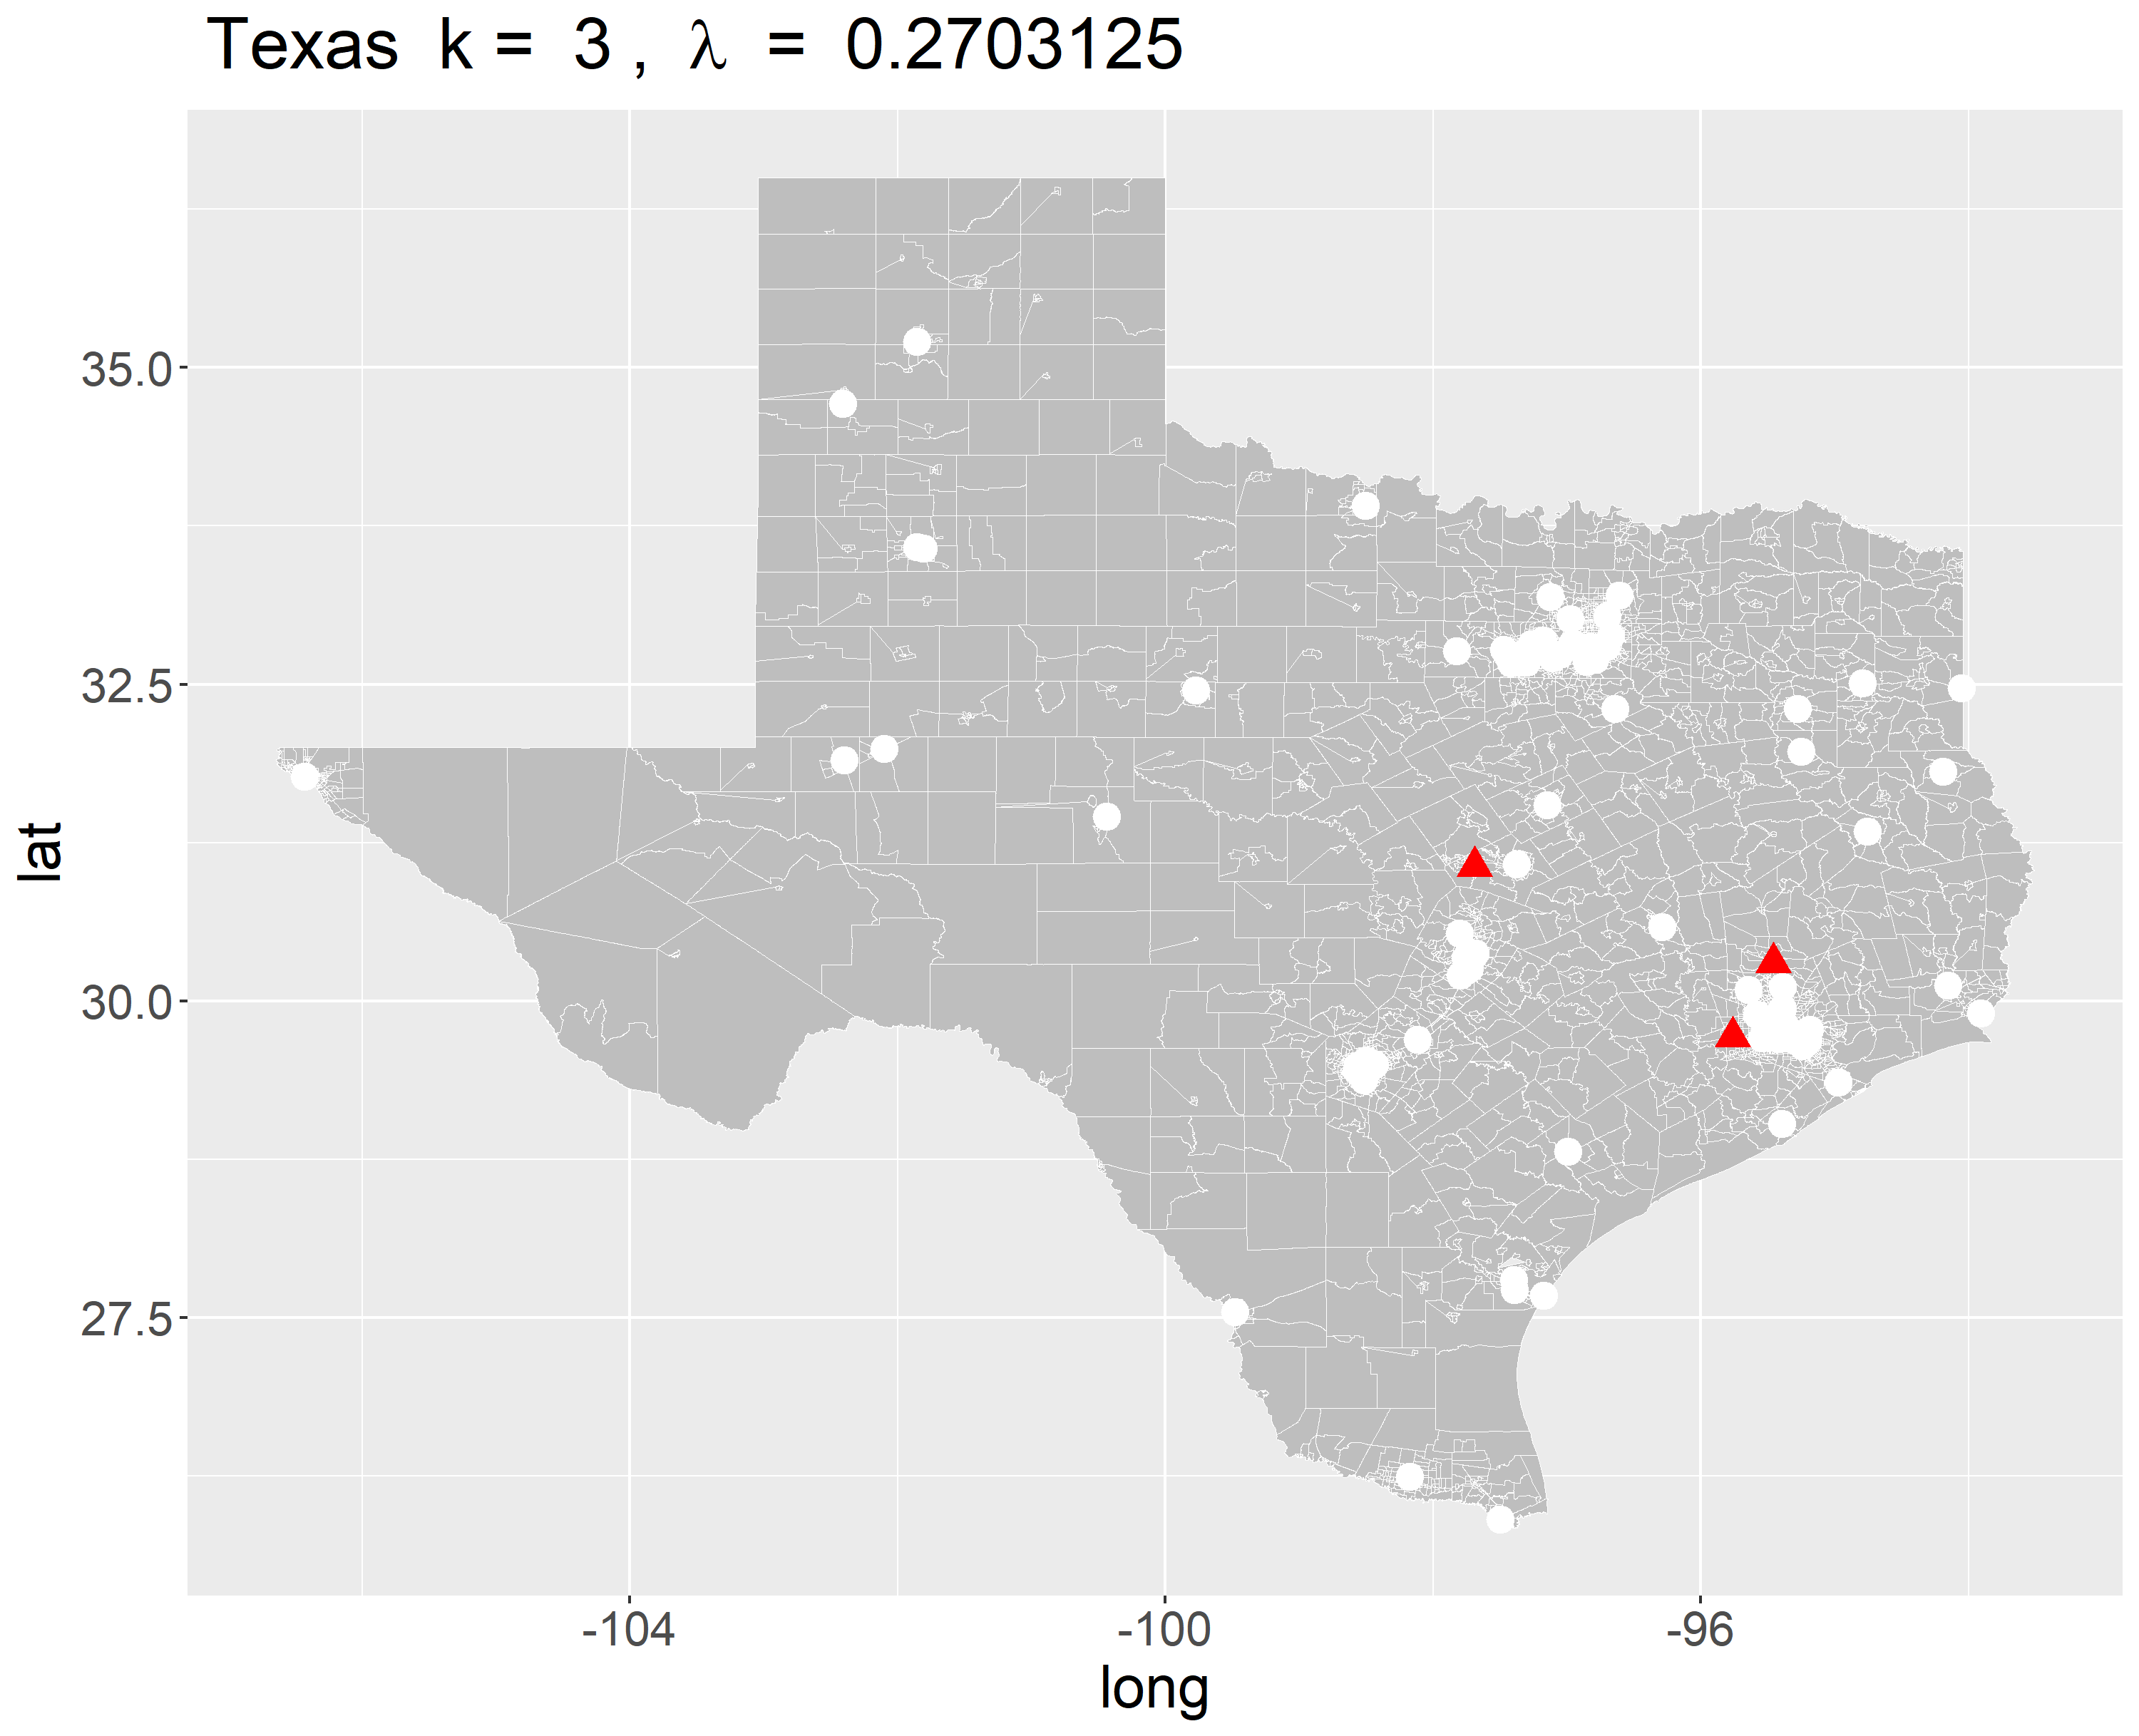 Texas k = 3 , λ = 0.2703125
35.0
32.5
30.0
27.5
lat
-104 -100 -96
long